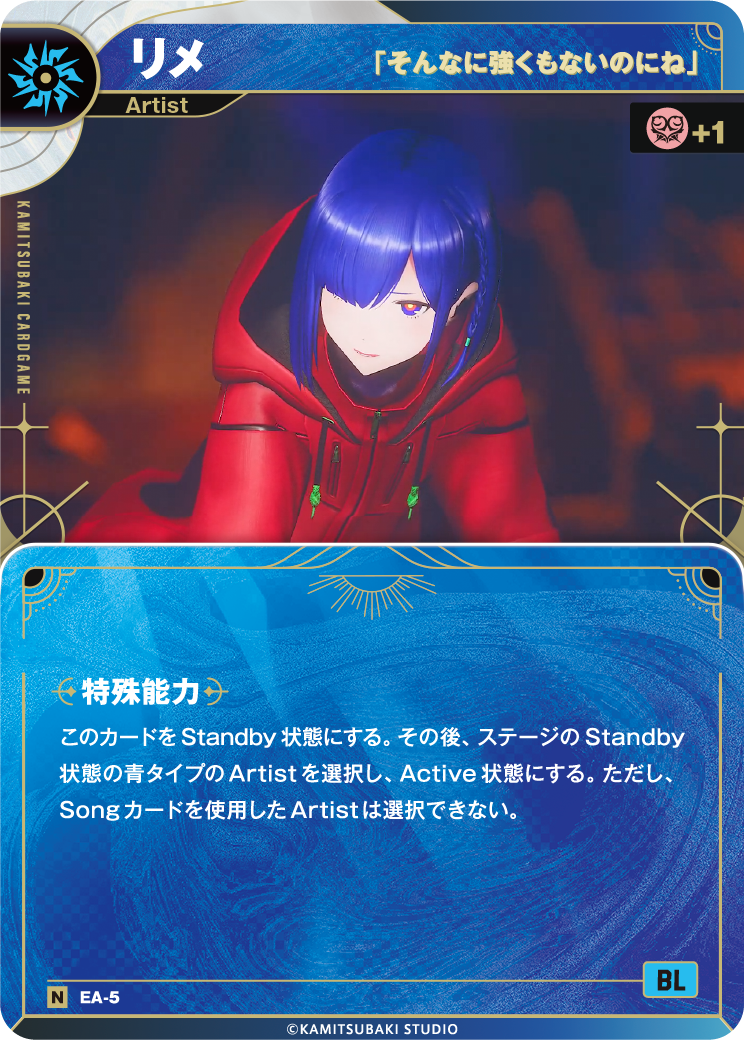 リメ
「そんなに強くもないのにね」
Artist
+1
KAMITSUBAKI CARDGAME
特殊能力
このカードをStandby状態にする。その後、ステージのStandby
状態の青タイプのArtistを選択し、Active状態にする。ただし、
Songカードを使用したArtistは選択できない。
BL
N EA-5
©KAMITSUBAKI STUDIO